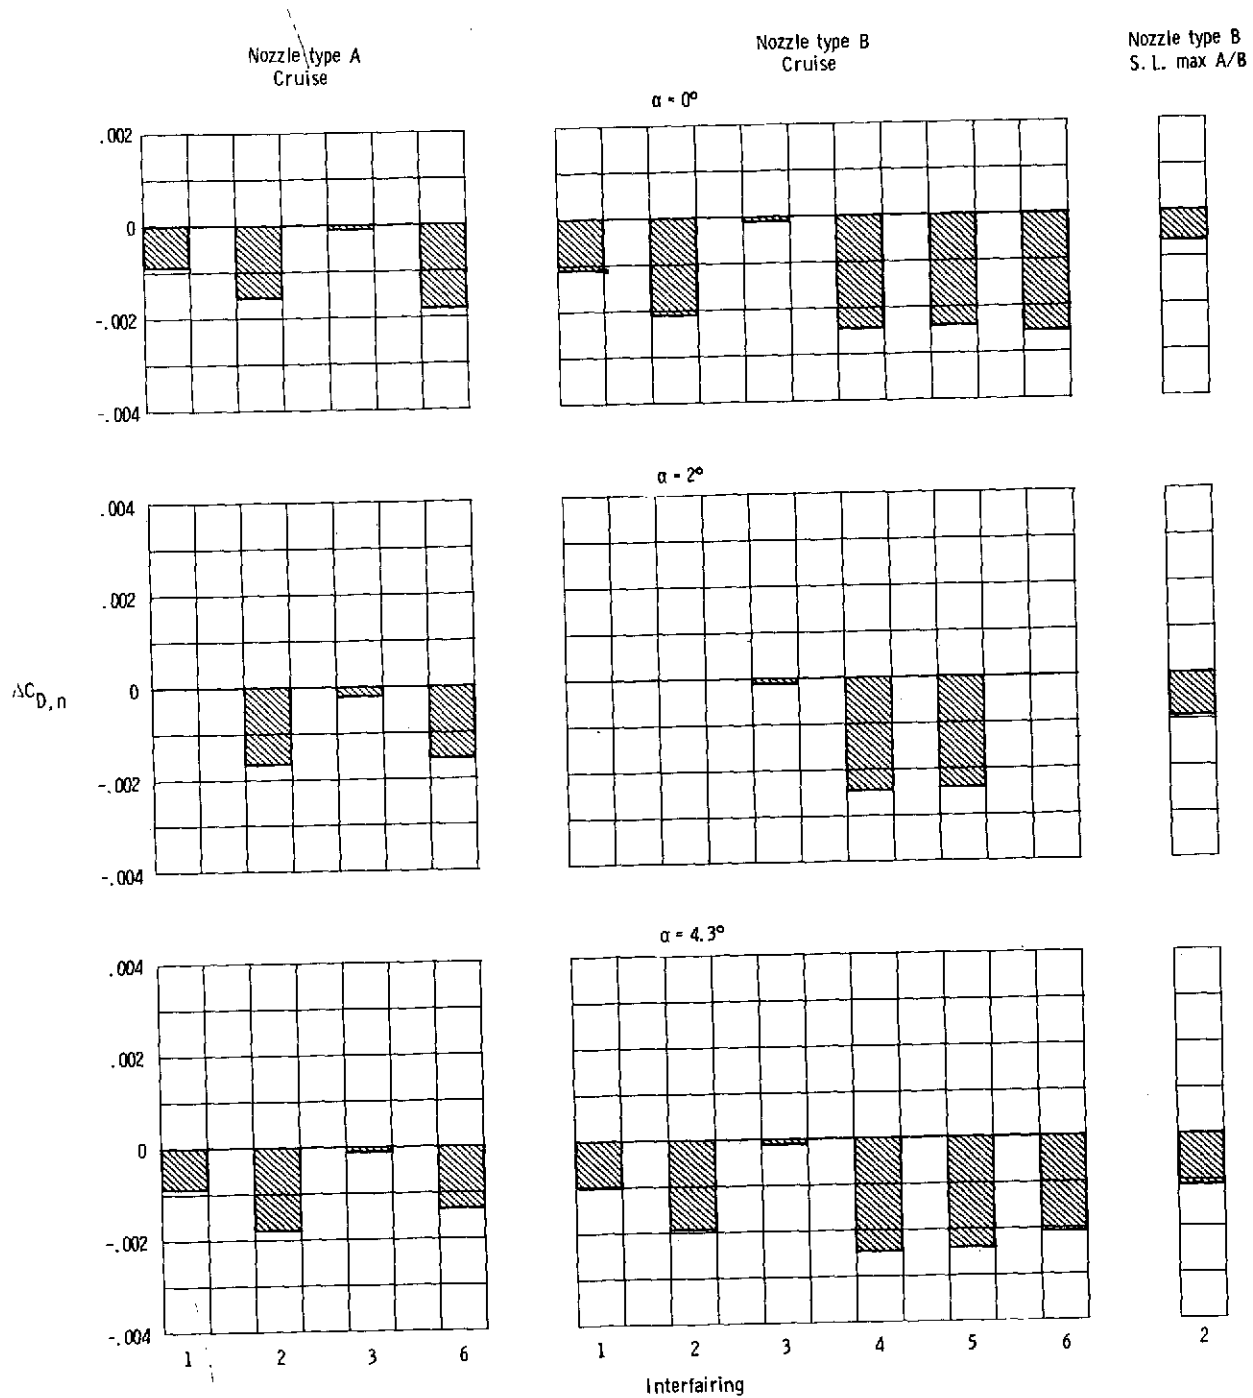 Nozzle type A
Cruise
Nozzle type B
Cruise
Nozzle type B
S. L. max A/B
α = 0°
.002
0
-.002
-.004
α = 2°
.004
.002
0
-.002
-.004
ΔC_D,n
α = 4.3°
.004
.002
0
-.002
-.004
1 2 3 6
1 2 3 4 5 6
2
Interfairing